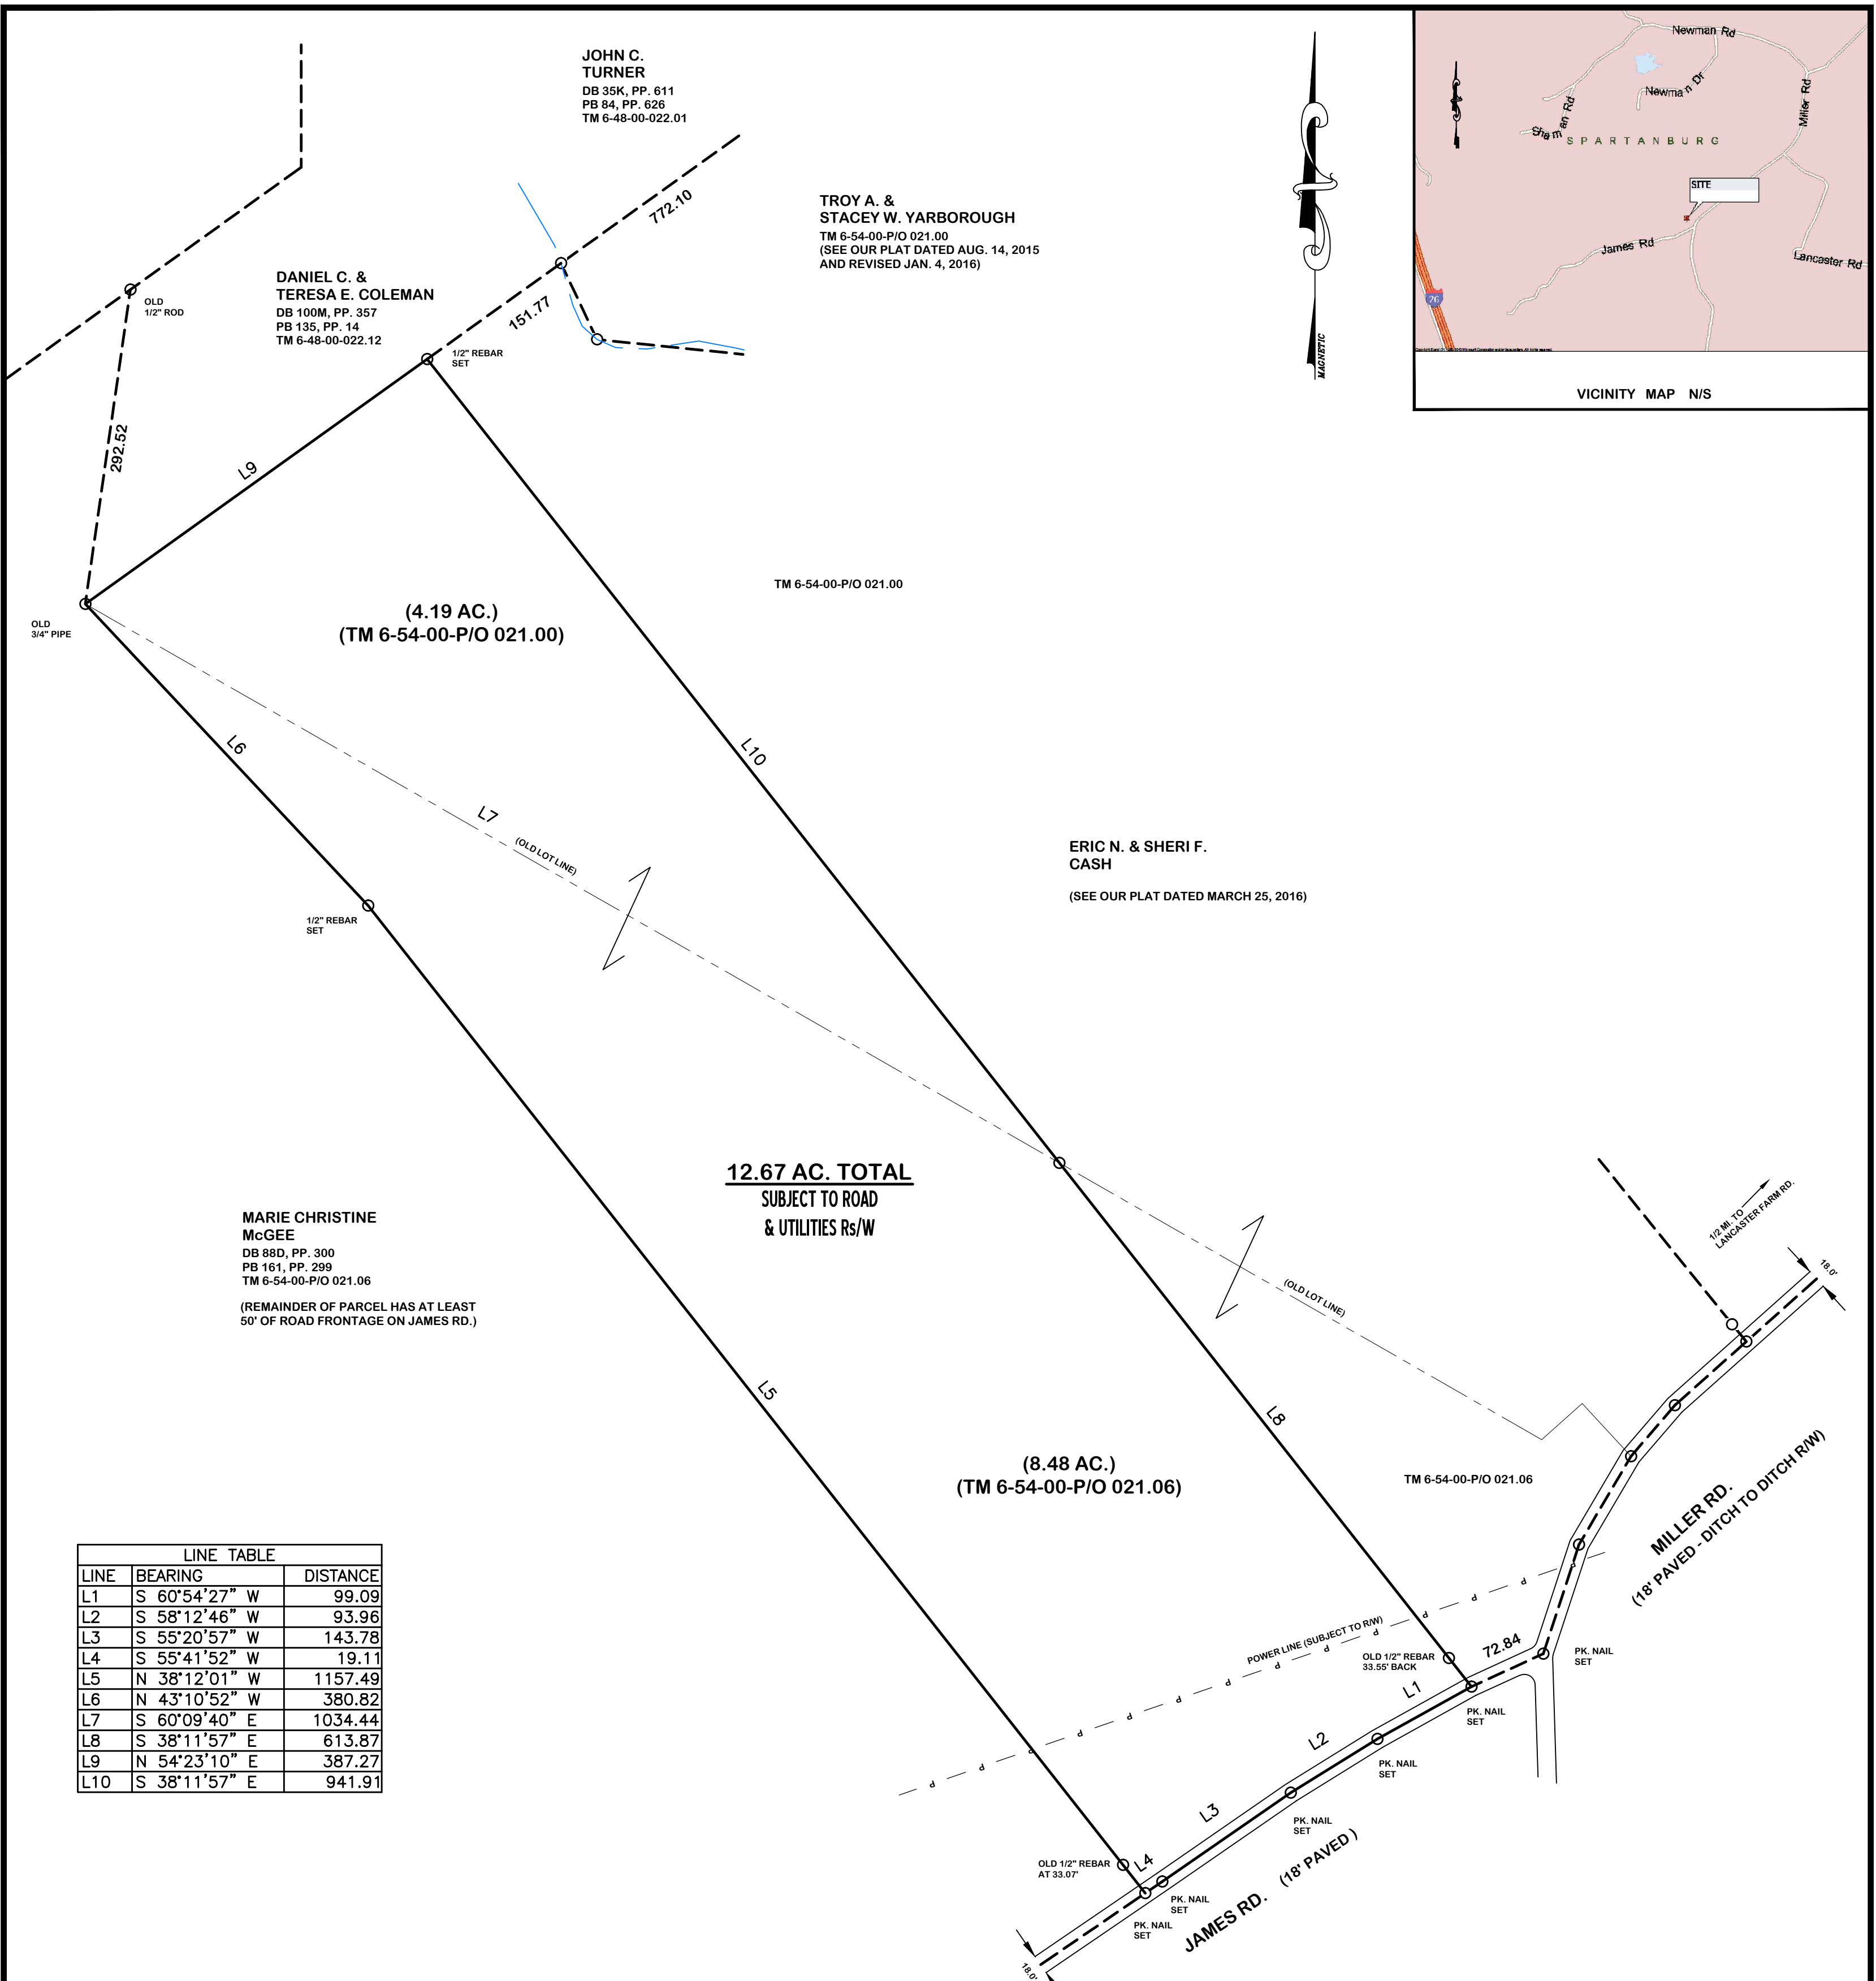 JOHN C.
TURNER
DB 35K, PP. 611
PB 84, PP. 626
TM 6-48-00-022.01
772.10
TROY A. &
STACEY W. YARBOROUGH
TM 6-54-00-P/O 021.00
(SEE OUR PLAT DATED AUG. 14, 2015
AND REVISED JAN. 4, 2016)
MAGNETIC
Newman Rd
Newman Dr
Miller Rd
Shaman Rd
SPARTANBURG
SITE
James Rd
Lancaster Rd
26
VICINITY MAP N/S
DANIEL C. &
TERESA E. COLEMAN
DB 100M, PP. 357
PB 135, PP. 14
TM 6-48-00-022.12
OLD
1/2" ROD
151.77
1/2" REBAR
SET
292.52
L9
OLD
3/4" PIPE
(4.19 AC.)
(TM 6-54-00-P/O 021.00)
TM 6-54-00-P/O 021.00
L6
L10
L7
(OLD LOT LINE)
ERIC N. & SHERI F.
CASH
(SEE OUR PLAT DATED MARCH 25, 2016)
1/2" REBAR
SET
12.67 AC. TOTAL
SUBJECT TO ROAD
& UTILITIES Rs/W
MARIE CHRISTINE
McGEE
DB 88D, PP. 300
PB 161, PP. 299
TM 6-54-00-P/O 021.06
(REMAINDER OF PARCEL HAS AT LEAST
50' OF ROAD FRONTAGE ON JAMES RD.)
1/2 MI. TO
LANCASTER FARM RD.
18.0'
(OLD LOT LINE)
L5
L8
(8.48 AC.)
(TM 6-54-00-P/O 021.06)
TM 6-54-00-P/O 021.06
MILLER RD.
(18' PAVED - DITCH TO DITCH R/W)
LINE TABLE
LINE BEARING DISTANCE
L1 S 60°54'27" W 99.09
L2 S 58°12'46" W 93.96
L3 S 55°20'57" W 143.78
L4 S 55°41'52" W 19.11
L5 N 38°12'01" W 1157.49
L6 N 43°10'52" W 380.82
L7 S 60°09'40" E 1034.44
L8 S 38°11'57" E 613.87
L9 N 54°23'10" E 387.27
L10 S 38°11'57" E 941.91
POWER LINE (SUBJECT TO R/W)
P P P P P P P P P P P P P P
OLD 1/2" REBAR
33.55' BACK
72.84
PK. NAIL
SET
L1
PK. NAIL
SET
L2
PK. NAIL
SET
L3
PK. NAIL
SET
OLD 1/2" REBAR
AT 33.07'
L4
PK. NAIL
SET
PK. NAIL
SET
JAMES RD. (18' PAVED )
18.0'